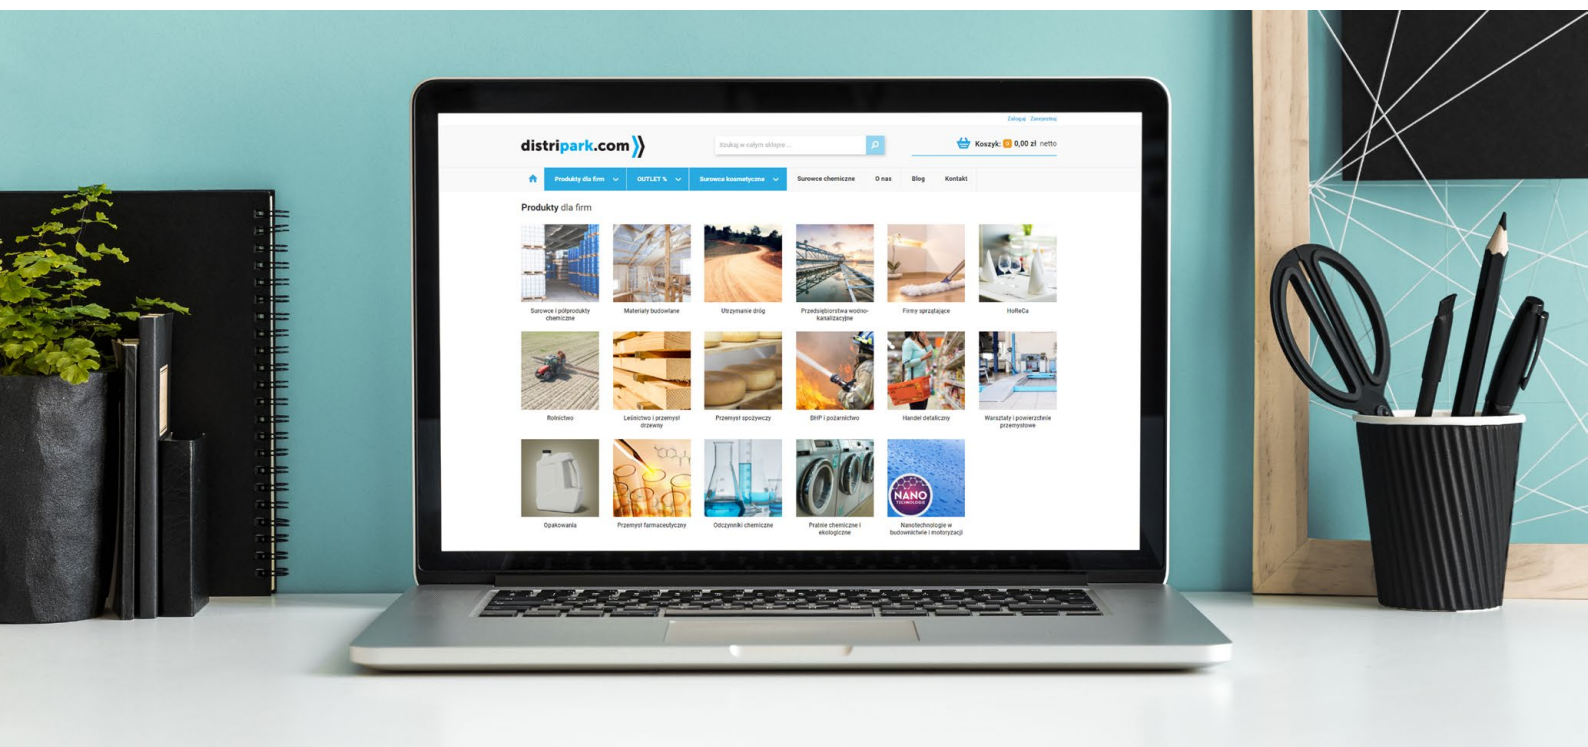 Zaloguj Zarejestruj
distripark.com
Szukaj w całym sklepie ...
Koszyk: 0 0,00 zł netto
Produkty dla firm
OUTLET %
Surowce kosmetyczne
Surowce chemiczne
O nas
Blog
Kontakt
Produkty dla firm
Surowce i półprodukty
chemiczne
Materiały budowlane
Utrzymanie dróg
Przedsiębiorstwa wodno-
kanalizacyjne
Firmy sprzątające
HoReCa
Rolnictwo
Leśnictwo i przemysł
drzewny
Przemysł spożywczy
BHP i pożarnictwo
Handel detaliczny
Warsztaty i powierzchnie
przemysłowe
Opakowania
Przemysł farmaceutyczny
Odczynniki chemiczne
Pralnie chemiczne i
ekologiczne
NANO
TECHNOLOGIE
Nanotechnologie w
budownictwie i motoryzacji